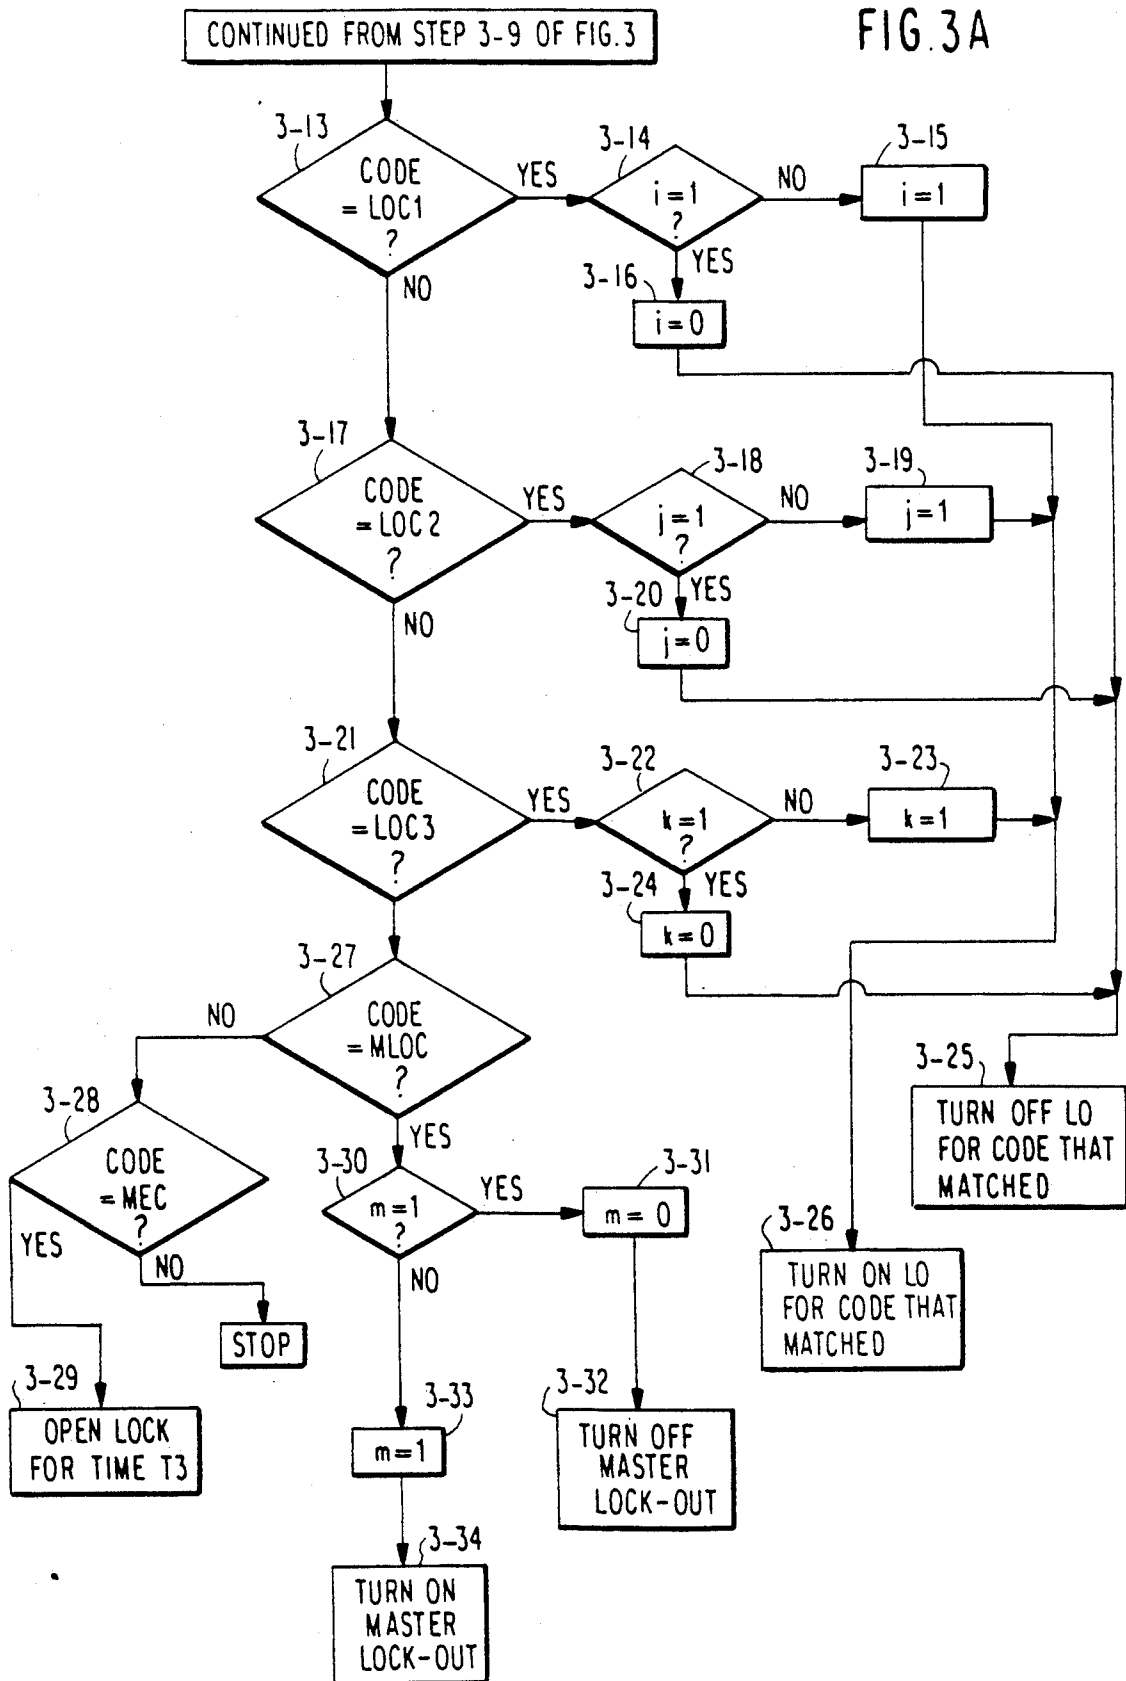 FIG.3A
CONTINUED FROM STEP 3-9 OF FIG.3
3-13
CODE
= LOC1
?
YES
NO
3-14
i=1
?
NO
YES
3-15
i=1
3-16
i=0
3-17
CODE
=LOC2
?
YES
NO
3-18
j=1
?
NO
YES
3-19
j=1
3-20
j=0
3-21
CODE
=LOC3
?
YES
3-22
k=1
?
NO
YES
3-23
k=1
3-24
k=0
3-27
CODE
=MLOC
?
NO
YES
3-28
CODE
=MEC
?
YES
NO
STOP
3-29
OPEN LOCK
FOR TIME T3
3-30
m=1
?
YES
NO
3-31
m=0
3-32
TURN OFF
MASTER
LOCK-OUT
3-33
m=1
3-34
TURN ON
MASTER
LOCK-OUT
3-25
TURN OFF LO
FOR CODE THAT
MATCHED
3-26
TURN ON LO
FOR CODE THAT
MATCHED